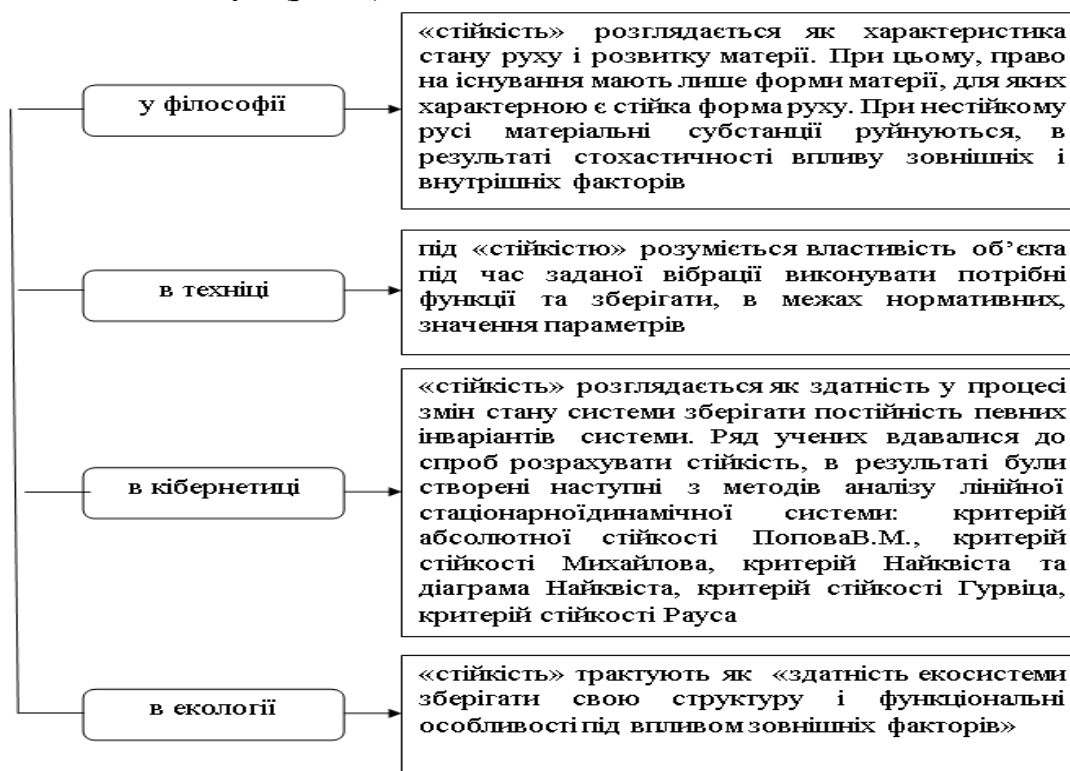 у філософії
«стійкість» розглядається як характеристика
стану руху і розвитку матерії. При цьому, право
на існування мають лише форми матерії, для яких
характерною є стійка форма руху. При нестійкому
русі матеріальні субстанції руйнуються, в
результаті стохастичності впливу зовнішніх і
внутрішніх факторів
в техніці
під «стійкістю» розуміється властивість об’єкта
під час заданої вібрації виконувати потрібні
функції та зберігати, в межах нормативних,
значення параметрів
в кібернетиці
«стійкість» розглядається як здатність у процесі
змін стану системи зберігати постійність певних
інваріантів системи. Ряд учених вдавалися до
спроб розрахувати стійкість, в результаті були
створені наступні з методів аналізу лінійної
стаціонарноїдинамічної системи: критерій
абсолютної стійкості ПоповаВ.М., критерій
стійкості Михайлова, критерій Найквіста та
діаграма Найквіста, критерій стійкості Гурвіца,
критерій стійкості Рауса
в екології
«стійкість» трактують як «здатність екосистеми
зберігати свою структуру і функціональні
особливості під впливом зовнішніх факторів»